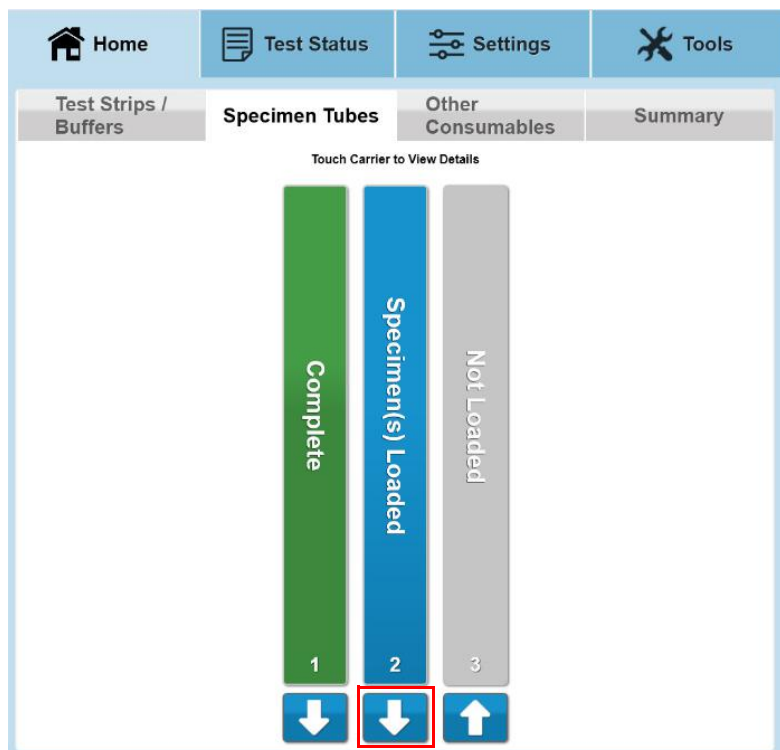 Home
Test Status
Settings
Tools
Test Strips /
Buffers
Specimen Tubes
Other
Consumables
Summary
Touch Carrier to View Details
Complete
Specimen(s) Loaded
Not Loaded
1
2
3